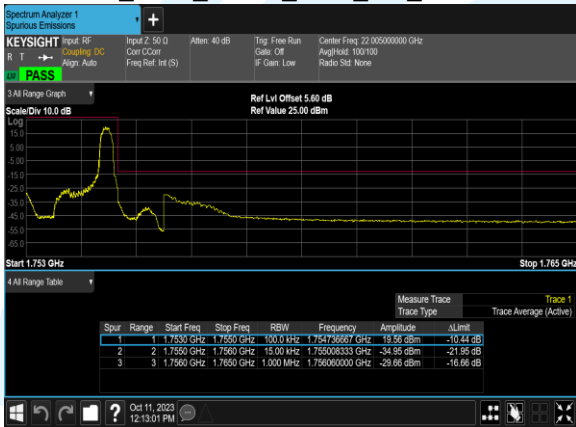 Spectrum Analyzer 1
Spurious Emissions
+
KEYSIGHT Input: RF Input Z: 50 Ω Atten: 40 dB Trig: Free Run Center Freq: 22.005000000 GHz
R T Coupling: DC Corr CCorr Gate: Off Avg|Hold: 100/100
Align: Auto Freq Ref: Int (S) IF Gain: Low Radio Std: None
PASS
3 All Range Graph
Ref Lvl Offset 5.60 dB
Scale/Div 10.0 dB Ref Value 25.00 dBm
Log
15.0
5.00
-5.00
-15.0
-25.0
-35.0
-45.0
-55.0
-65.0
Start 1.753 GHz Stop 1.765 GHz
4 All Range Table
Measure Trace Trace 1
Trace Type Trace Average (Active)
Spur Range Start Freq Stop Freq RBW Frequency Amplitude ΔLimit
1 1 1.7530 GHz 1.7550 GHz 100.0 kHz 1.754736667 GHz 19.56 dBm -10.44 dB
2 2 1.7550 GHz 1.7560 GHz 15.00 kHz 1.755008333 GHz -34.95 dBm -21.95 dB
3 3 1.7560 GHz 1.7650 GHz 1.000 MHz 1.756060000 GHz -29.66 dBm -16.66 dB
? Oct 11, 2023
12:13:01 PM